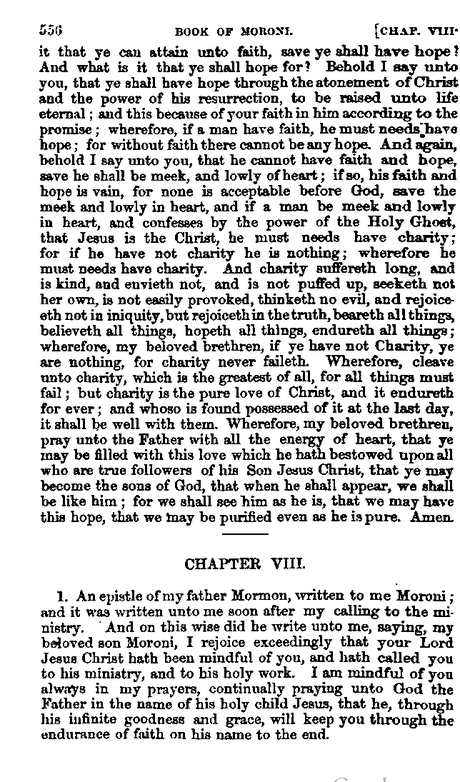 556 BOOK OF MORONI. [CHAP. VIII.
it that ye can attain unto faith, save ye shall have hope?
And what is it that ye shall hope for? Behold I say unto
you, that ye shall have hope through the atonement of Christ
and the power of his resurrection, to be raised unto life
eternal; and this because of your faith in him according to the
promise; wherefore, if a man have faith, he must needs have
hope; for without faith there cannot be any hope. And again,
behold I say unto you, that he cannot have faith and hope,
save he shall be meek, and lowly of heart; if so, his faith and
hope is vain, for none is acceptable before God, save the
meek and lowly in heart, and if a man be meek and lowly
in heart, and confesses by the power of the Holy Ghost,
that Jesus is the Christ, he must needs have charity;
for if he have not charity he is nothing; wherefore he
must needs have charity. And charity suffereth long, and
is kind, and envieth not, and is not puffed up, seeketh not
her own, is not easily provoked, thinketh no evil, and rejoice-
eth not in iniquity, but rejoiceth in the truth, beareth all things,
believeth all things, hopeth all things, endureth all things;
wherefore, my beloved brethren, if ye have not Charity, ye
are nothing, for charity never faileth. Wherefore, cleave
unto charity, which is the greatest of all, for all things must
fail; but charity is the pure love of Christ, and it endureth
for ever; and whoso is found possessed of it at the last day,
it shall be well with them. Wherefore, my beloved brethren,
pray unto the Father with all the energy of heart, that ye
may be filled with this love which he hath bestowed upon all
who are true followers of his Son Jesus Christ, that ye may
become the sons of God, that when he shall appear, we shall
be like him; for we shall see him as he is, that we may have
this hope, that we may be purified even as he is pure. Amen.
CHAPTER VIII.
1. An epistle of my father Mormon, written to me Moroni;
and it was written unto me soon after my calling to the mi-
nistry. And on this wise did he write unto me, saying, my
beloved son Moroni, I rejoice exceedingly that your Lord
Jesus Christ hath been mindful of you, and hath called you
to his ministry, and to his holy work. I am mindful of you
always in my prayers, continually praying unto God the
Father in the name of his holy child Jesus, that he, through
his infinite goodness and grace, will keep you through the
endurance of faith on his name to the end.